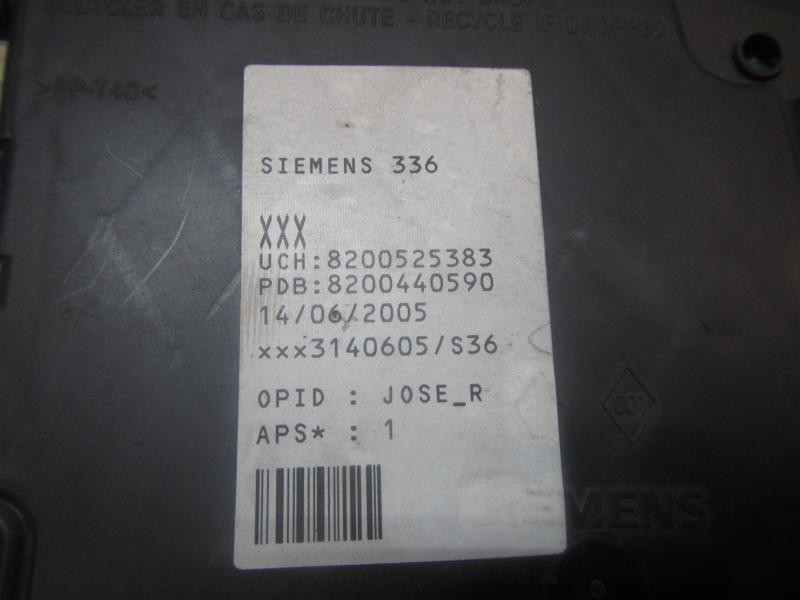 RECYCLER EN CAS DE CHUTE - RECYCLE IF DROPPED
>PP-T40<
SIEMENS 336
XXX
UCH:8200525383
PDB:8200440590
14/06/2005
xxx3140605/S36
OPID : JOSE_R
APS* : 1
SIEMENS